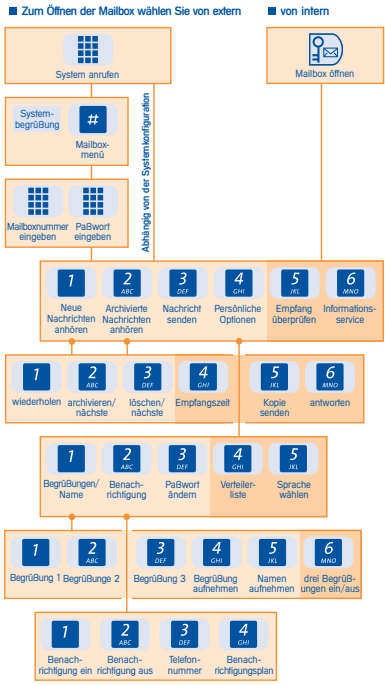 Zum Öffnen der Mailbox wählen Sie von extern
von intern
System anrufen
Mailbox öffnen
Abhängig von der Systemkonfiguration
System-
begrüßung
#
Mailbox-
menü
Mailboxnummer
eingeben
Paßwort
eingeben
1
Neue
Nachrichten
anhören
2
ABC
Archivierte
Nachrichten
anhören
3
DEF
Nachricht
senden
4
GHI
Persönliche
Optionen
5
JKL
Empfang
überprüfen
6
MNO
Informations-
service
1
wiederholen
2
ABC
archivieren/
nächste
3
DEF
löschen/
nächste
4
GHI
Empfangszeit
5
JKL
Kopie
senden
6
MNO
antworten
1
Begrüßungen/
Name
2
ABC
Benach-
richtigung
3
DEF
Paßwort
ändern
4
GHI
Verteiler-
liste
5
JKL
Sprache
wählen
1
Begrüßung 1
2
ABC
Begrüßunge 2
3
DEF
Begrüßung 3
4
GHI
Begrüßung
aufnehmen
5
JKL
Namen
aufnehmen
6
MNO
drei Begrüß-
ungen ein/aus
1
Benach-
richtigung ein
2
ABC
Benach-
richtigung aus
3
DEF
Telefon-
nummer
4
GHI
Benach-
richtigungsplan